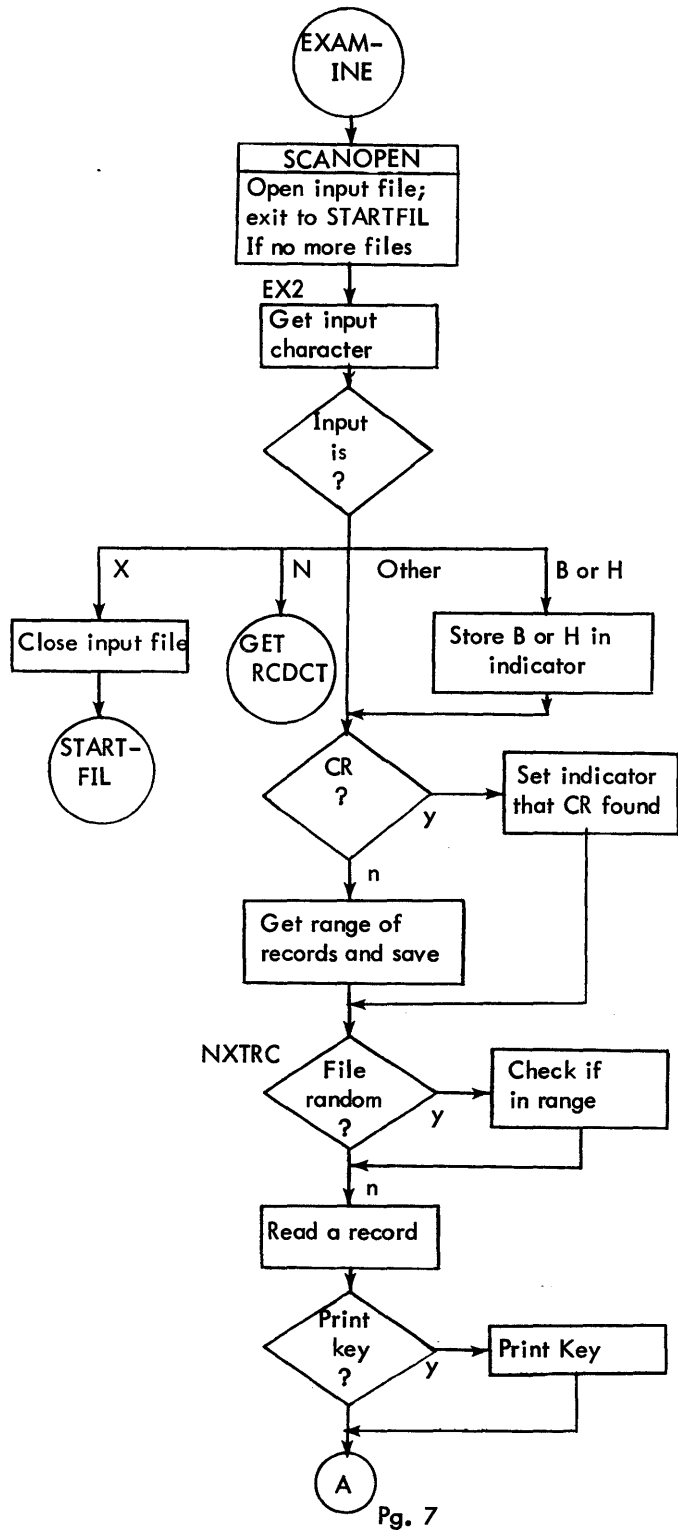 EXAM-
INE
SCANOPEN
Open input file;
exit to STARTFIL
If no more files
EX2
Get input
character
Input
is
?
X
N
Other
B or H
Close input file
GET
RCDCT
Store B or H in
indicator
START-
FIL
CR
?
y
Set indicator
that CR found
n
Get range of
records and save
NXTRC
File
random
?
y
Check if
in range
n
Read a record
Print
key
?
y
Print Key
A
Pg. 7